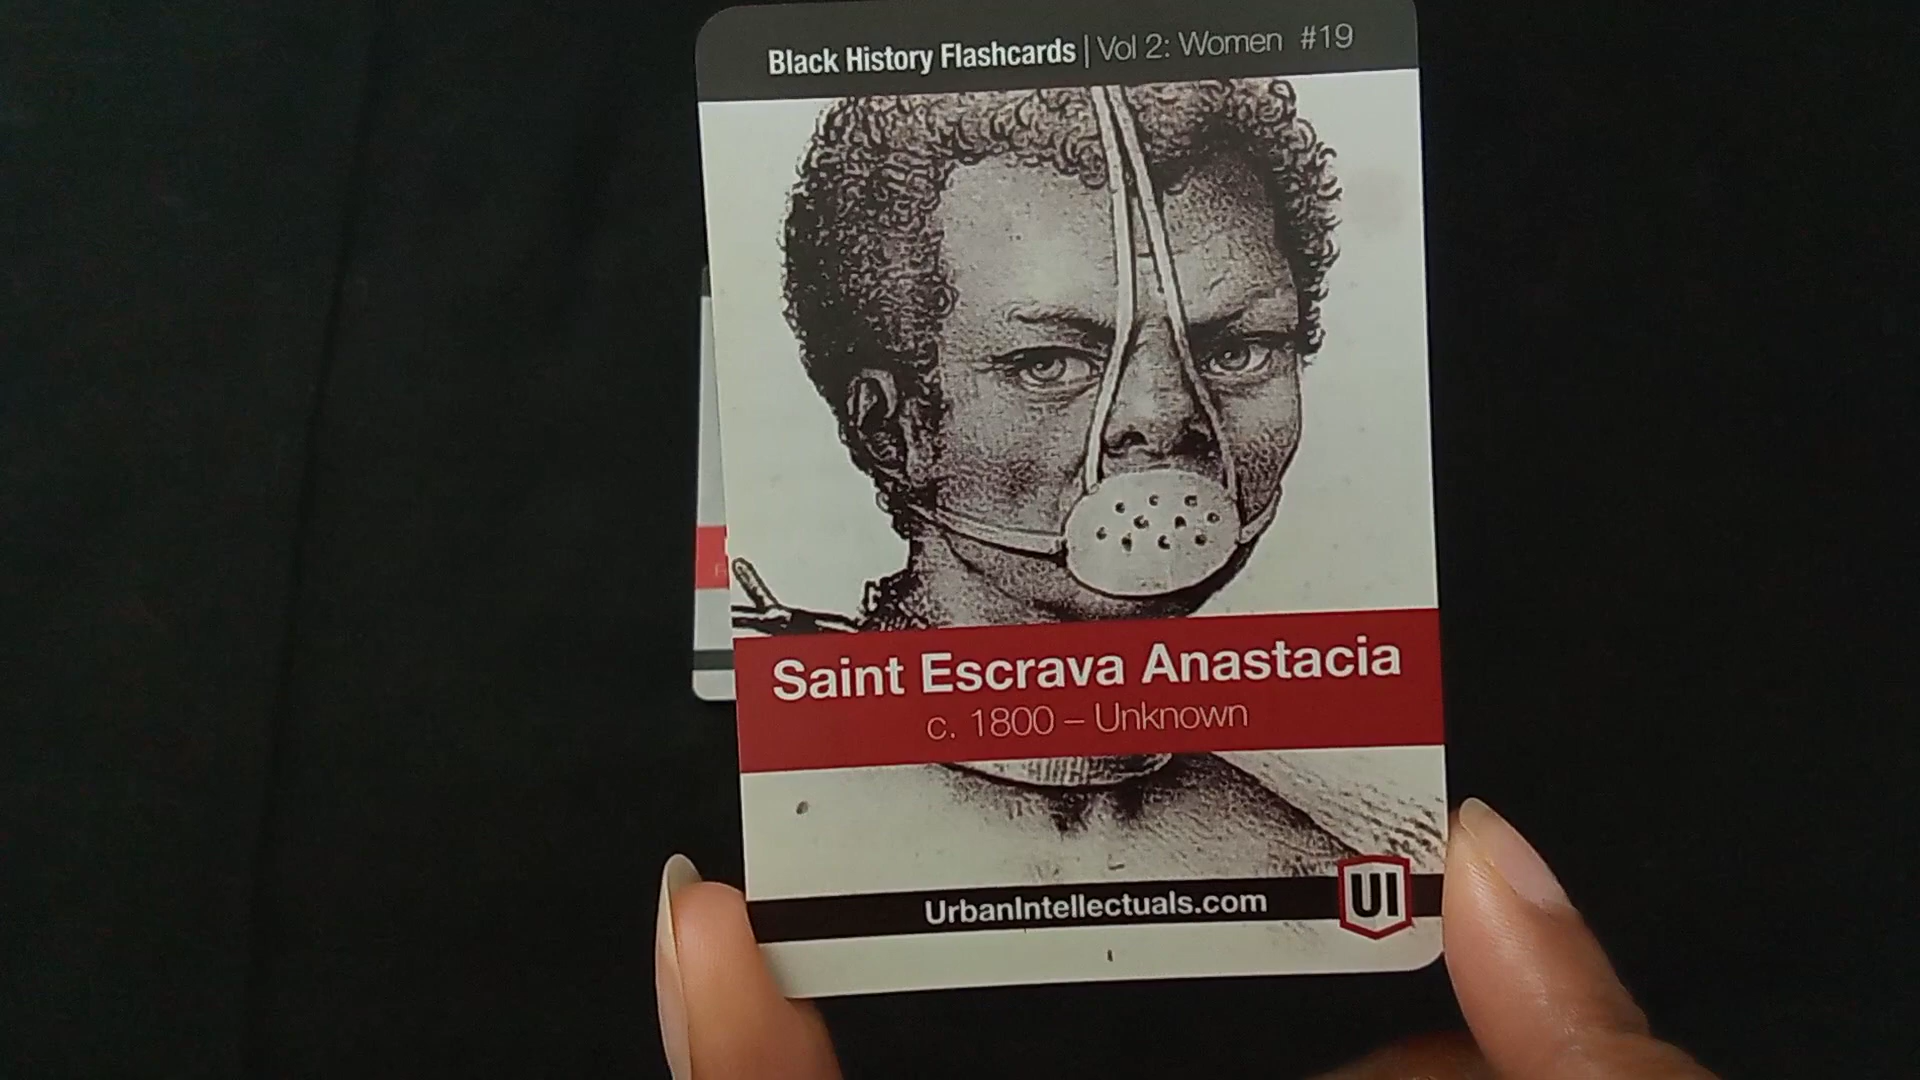 Black History Flashcards | Vol 2: Women #19
Saint Escrava Anastacia
c. 1800 – Unknown
UrbanIntellectuals.com
UI